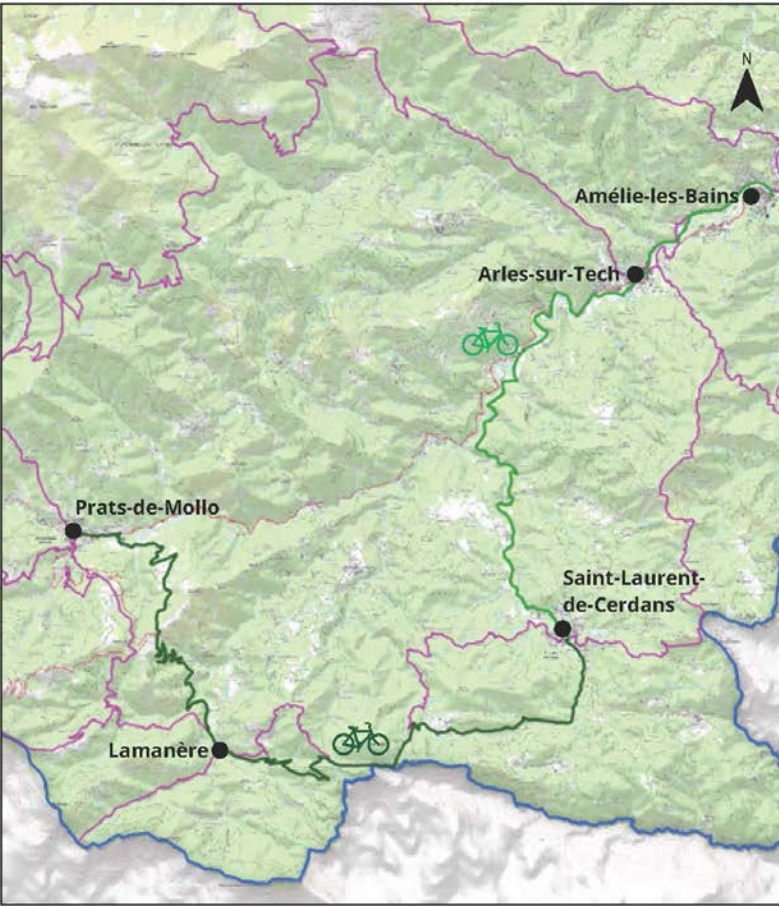 N
Amélie-les-Bains
Arles-sur-Tech
Prats-de-Mollo
Saint-Laurent-
de-Cerdans
Lamanère